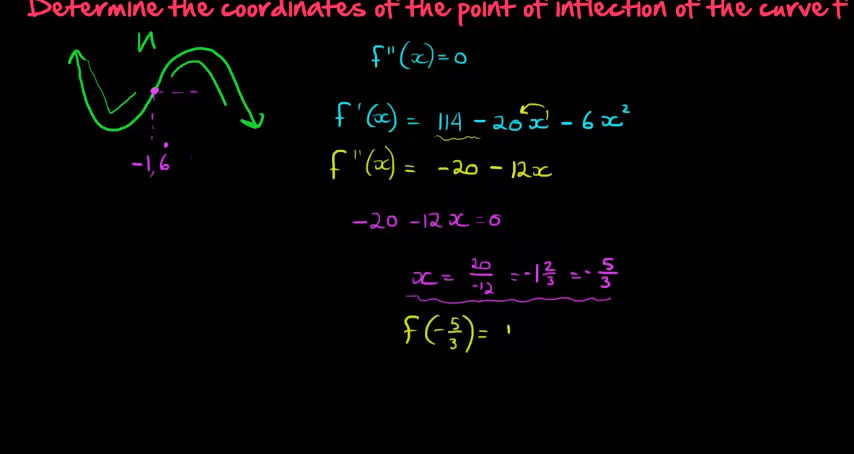 Determine the coordinates of the point of inflection of the curve f
n
f''(x)=0
f'(x) = 114 - 20x¹ - 6x²
f''(x) = -20 - 12x
-1,6̇
-20 -12x = 0
x = 20/-12 = -1 2/3 = -5/3
f(-5/3) =